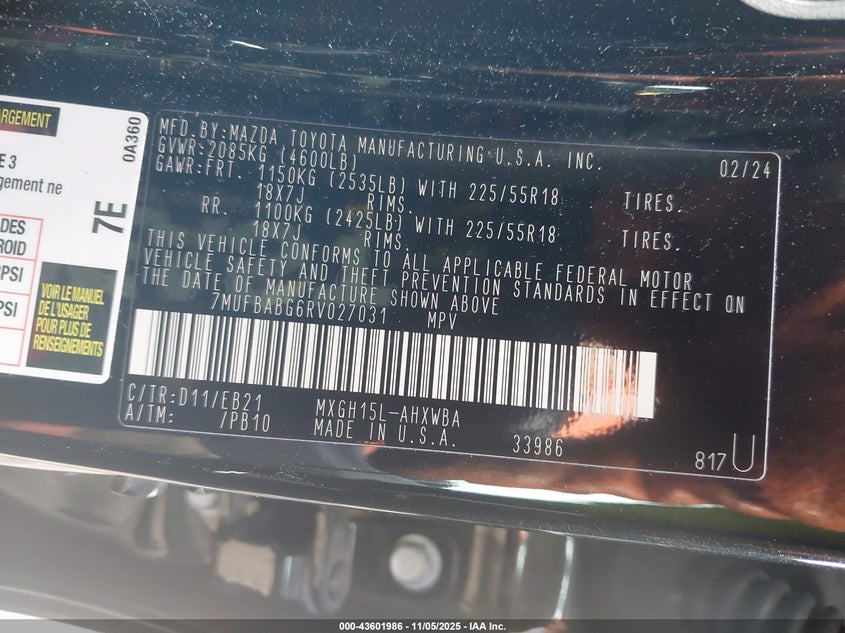 ARGEMENT
0A360
E 3
gement ne
7E
DES
ROID
PSI
PSI
VOIR LE MANUEL
DE L'USAGER
POUR PLUS DE
RENSEIGNEMENTS
MFD.BY:MAZDA TOYOTA MANUFACTURING U.S.A. INC. 02/24
GVWR:2085KG (4600LB)
GAWR:FRT. 1150KG (2535LB) WITH 225/55R18 TIRES.
18X7J RIMS.
RR. 1100KG (2425LB) WITH 225/55R18 TIRES.
18X7J RIMS.
THIS VEHICLE CONFORMS TO ALL APPLICABLE FEDERAL MOTOR
VEHICLE SAFETY AND THEFT PREVENTION STANDARDS IN EFFECT ON
THE DATE OF MANUFACTURE SHOWN ABOVE
7MUFBABG6RV027031 MPV
C/TR:D11/EB21 MXGH15L-AHXWBA
A/TM: /PB10 MADE IN U.S.A. 33986
817U
000-43601986 - 11/05/2025 - IAA Inc.